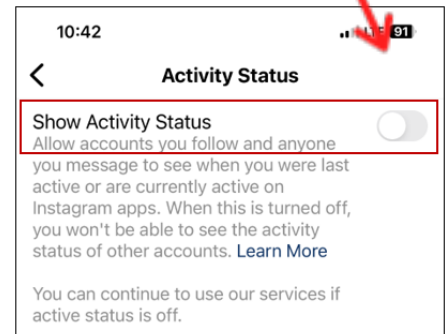 10:42 LTE 91
Activity Status
Show Activity Status
Allow accounts you follow and anyone
you message to see when you were last
active or are currently active on
Instagram apps. When this is turned off,
you won't be able to see the activity
status of other accounts. Learn More
You can continue to use our services if
active status is off.